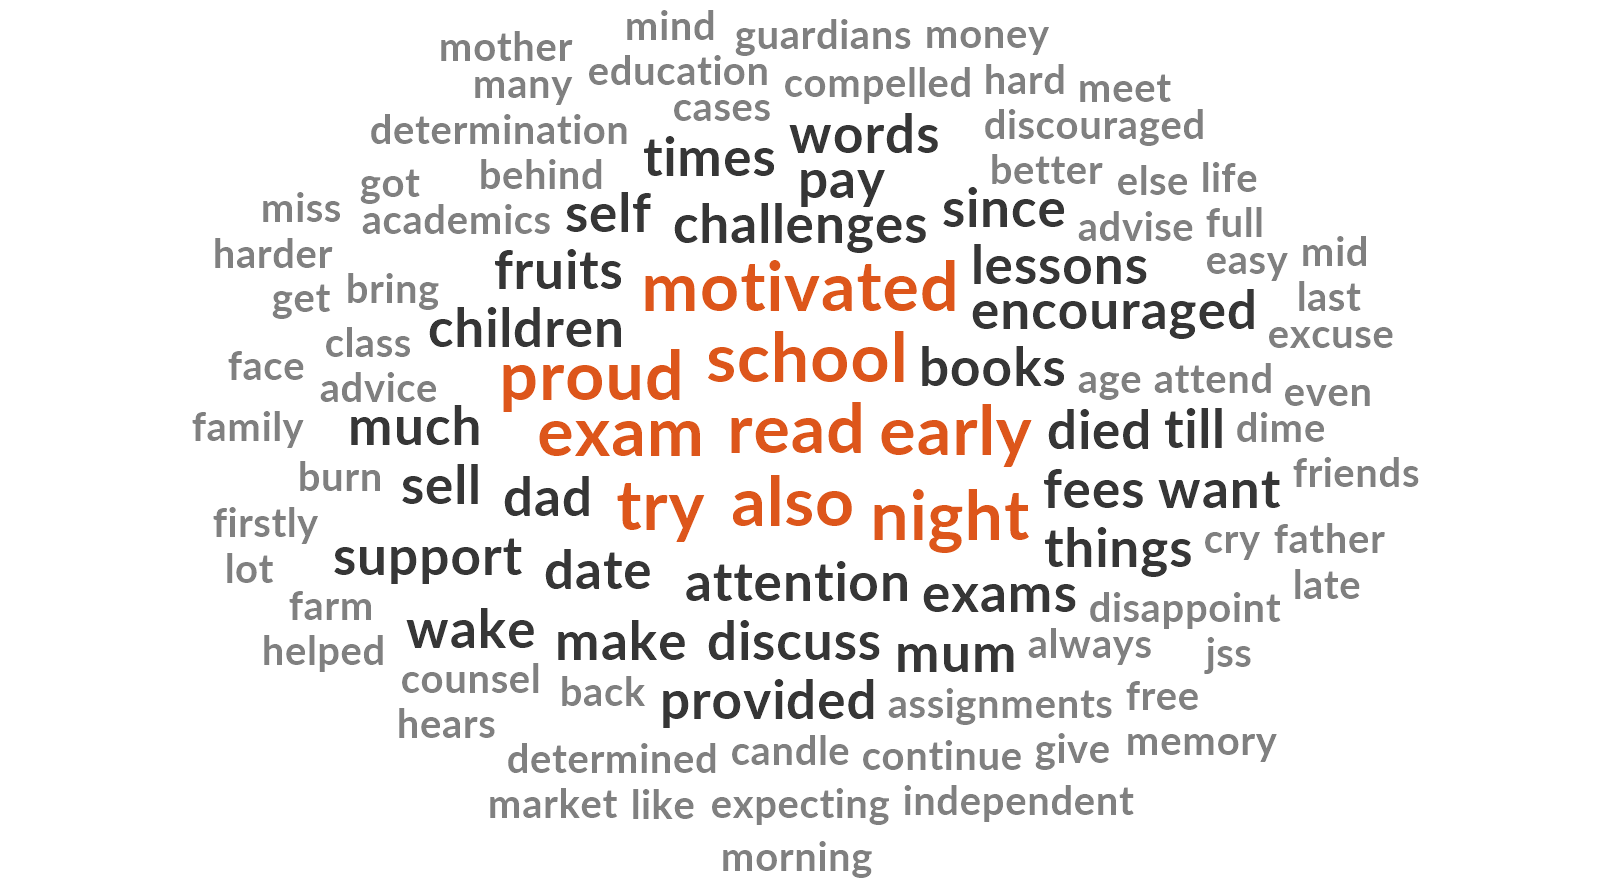 mind guardians money
mother
many education compelled hard meet
cases
determination times words discouraged
got behind pay better else life
miss academics self challenges since advise full
harder fruits motivated lessons easy mid
get bring children encouraged last
class school excuse
face advice proud books age attend even
family much exam read early died till dime
burn sell dad try also night fees want friends
firstly support date things cry father
lot attention exams late
farm disappoint
helped wake make discuss mum always jss
counsel back provided assignments free
hears
determined candle continue give memory
market like expecting independent
morning